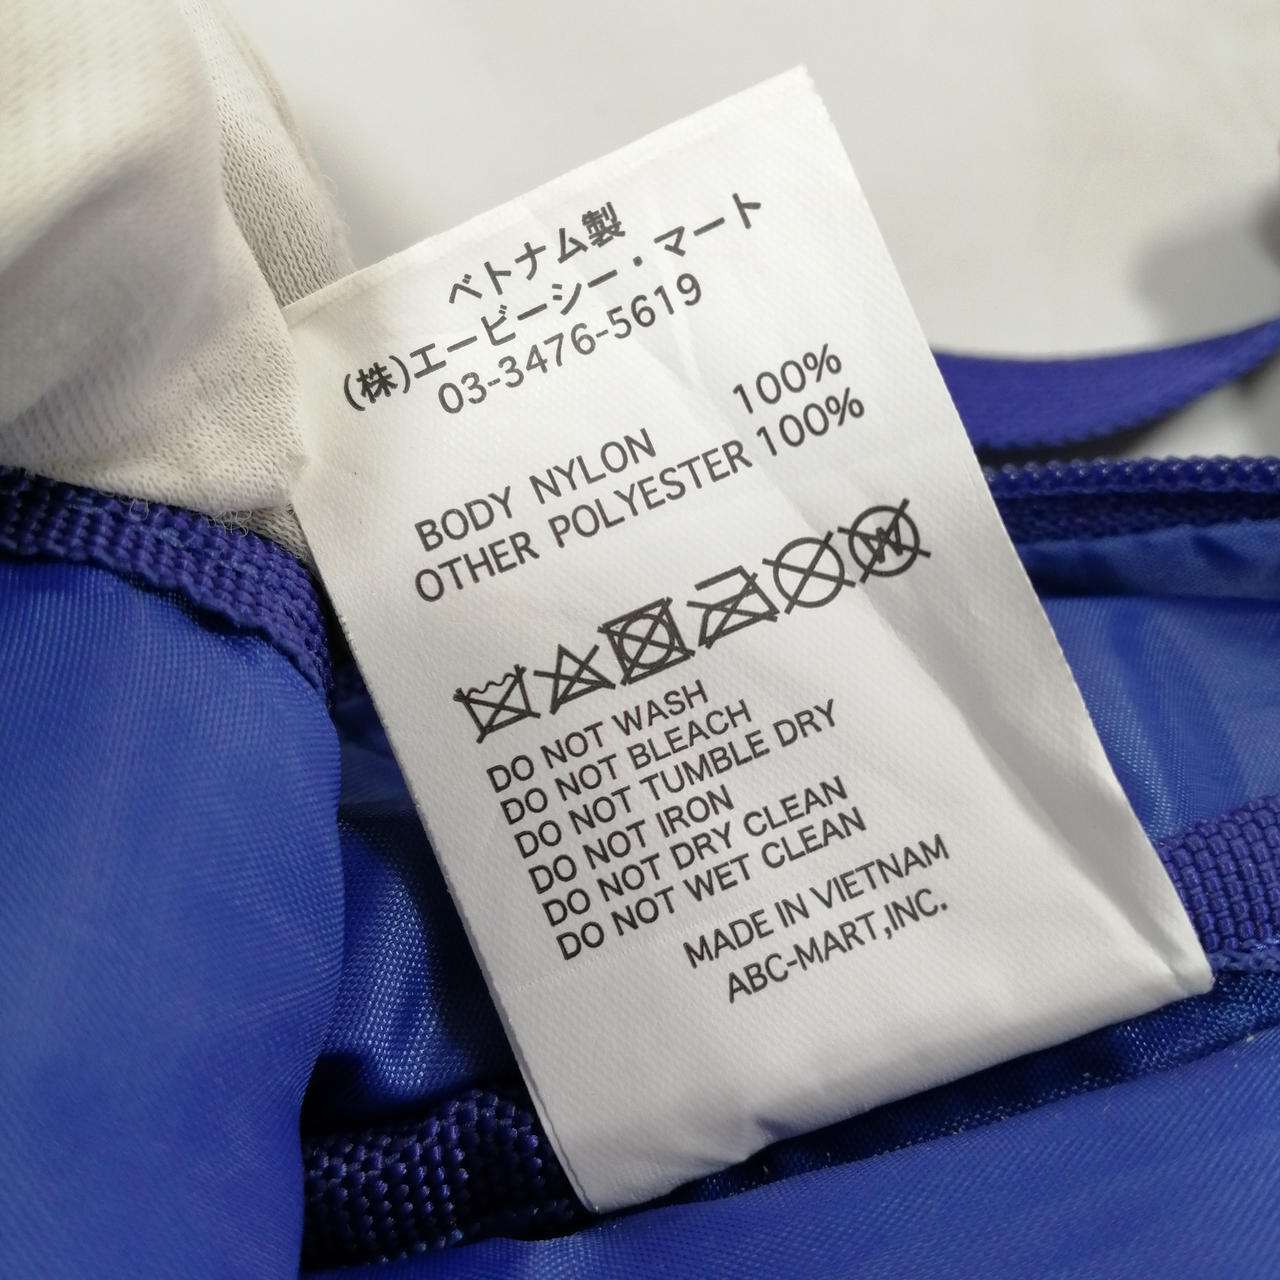 ベトナム製
(株)エービーシー・マート
03-3476-5619
BODY NYLON 100%
OTHER POLYESTER 100%
W
DO NOT WASH
DO NOT BLEACH
DO NOT TUMBLE DRY
DO NOT IRON
DO NOT DRY CLEAN
DO NOT WET CLEAN
MADE IN VIETNAM
ABC-MART,INC.